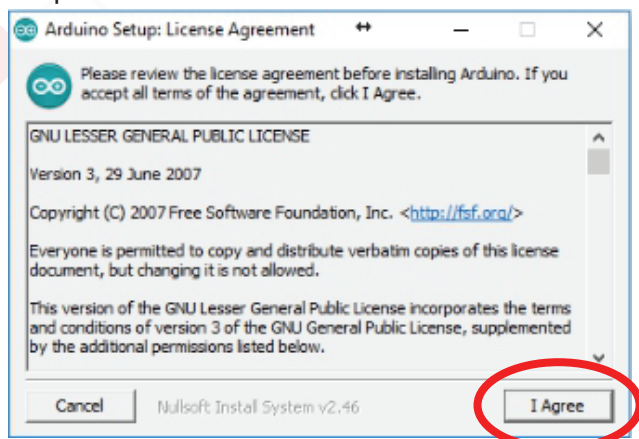 Arduino Setup: License Agreement
Please review the license agreement before installing Arduino. If you
accept all terms of the agreement, click I Agree.
GNU LESSER GENERAL PUBLIC LICENSE
Version 3, 29 June 2007
Copyright (C) 2007 Free Software Foundation, Inc. <http://fsf.org/>
Everyone is permitted to copy and distribute verbatim copies of this license
document, but changing it is not allowed.
This version of the GNU Lesser General Public License incorporates the terms
and conditions of version 3 of the GNU General Public License, supplemented
by the additional permissions listed below.
Cancel
Nullsoft Install System v2.46
I Agree